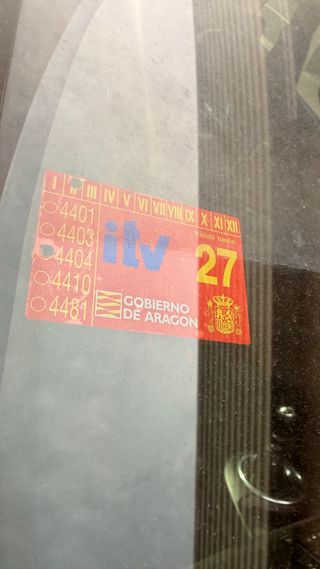 I II III IV V VI VII VIII IX X XI XII
4401
4403
4404
4410
4481
itv
Válido hasta
27
GOBIERNO
DE ARAGON